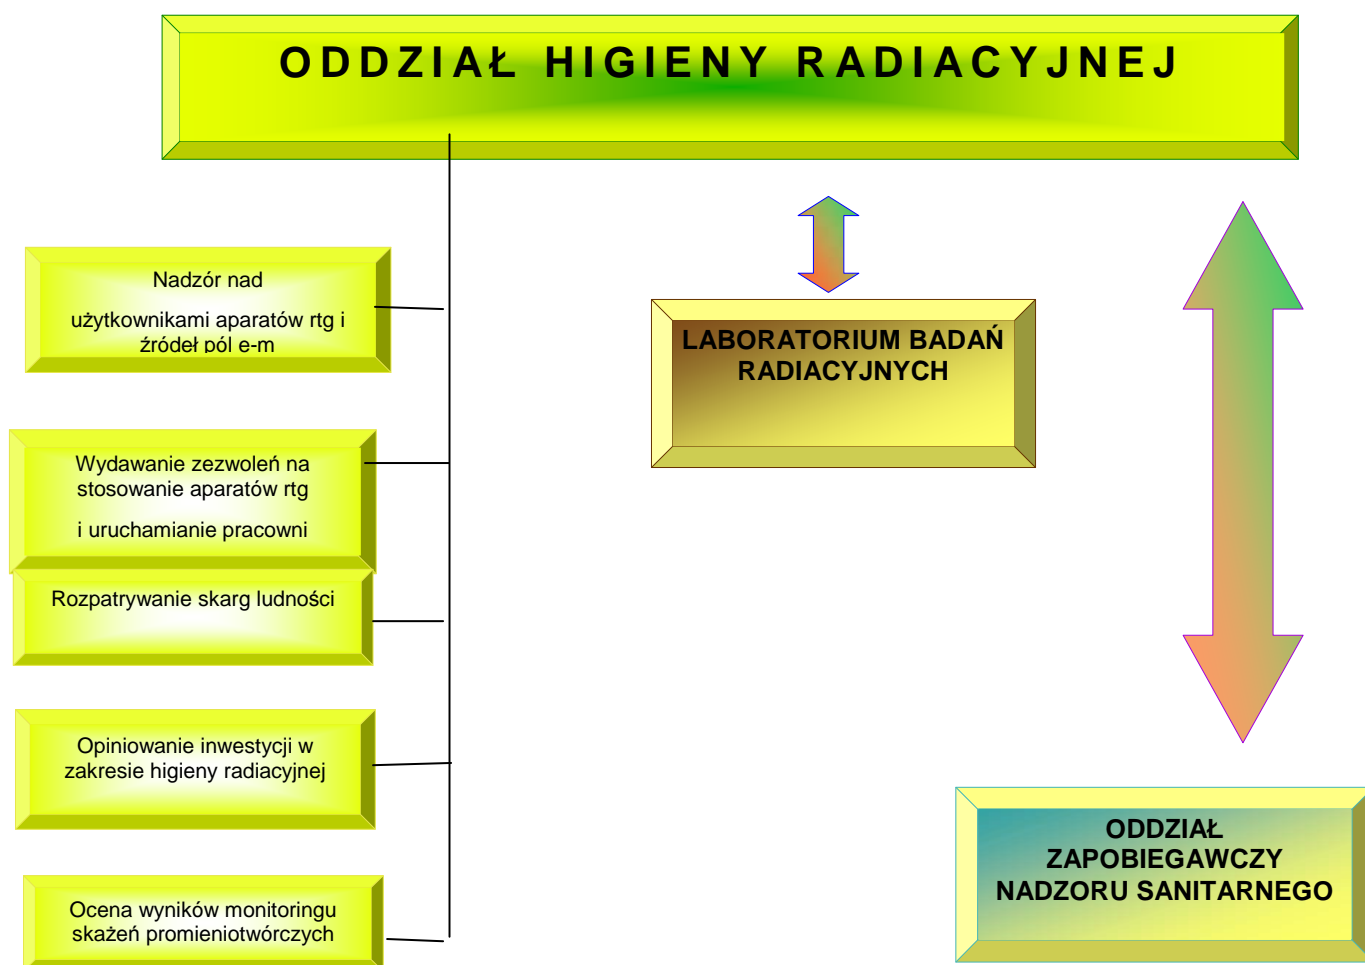 ODDZIAŁ HIGIENY RADIACYJNEJ
Nadzór nad
użytkownikami aparatów rtg i
źródeł pól e-m
LABORATORIUM BADAŃ
RADIACYJNYCH
Wydawanie zezwoleń na
stosowanie aparatów rtg
i uruchamianie pracowni
Rozpatrywanie skarg ludności
Opiniowanie inwestycji w
zakresie higieny radiacyjnej
ODDZIAŁ
ZAPOBIEGAWCZY
NADZORU SANITARNEGO
Ocena wyników monitoringu
skażeń promieniotwórczych